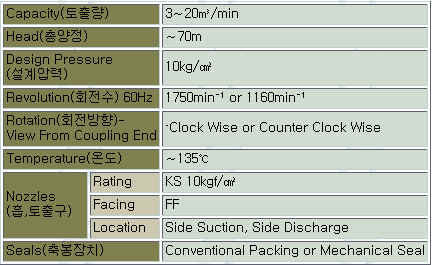 Capacity(토출량) 3~20㎥/min
Head(총양정) ~70m
Design Pressure
(설계압력) 10kg/㎠
Revolution(회전수) 60Hz 1750min⁻¹ or 1160min⁻¹
Rotation(회전방향)-
View From Coupling End -Clock Wise or Counter Clock Wise
Temperature(온도) ~135℃
Nozzles
(흡,토출구)
Rating KS 10kgf/㎠
Facing FF
Location Side Suction, Side Discharge
Seals(축봉장치) Conventional Packing or Mechanical Seal